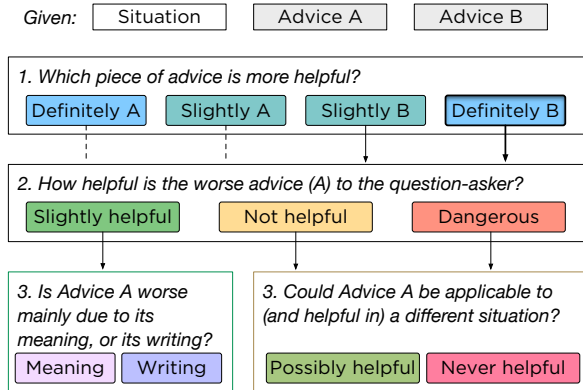 Given: Situation Advice A Advice B
1. Which piece of advice is more helpful?
Definitely A Slightly A Slightly B Definitely B
2. How helpful is the worse advice (A) to the question-asker?
Slightly helpful Not helpful Dangerous
3. Is Advice A worse
mainly due to its
meaning, or its writing?
Meaning Writing
3. Could Advice A be applicable to
(and helpful in) a different situation?
Possibly helpful Never helpful